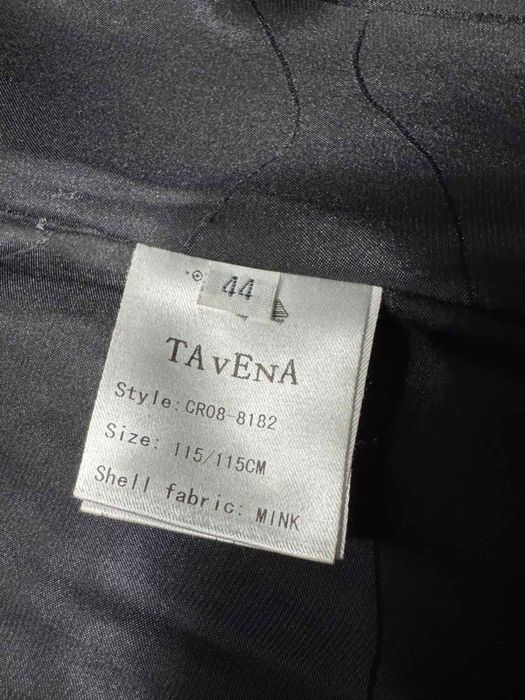 44
TAVENA
Style: CR08-8182
Size: 115/115CM
Shell fabric: MINK